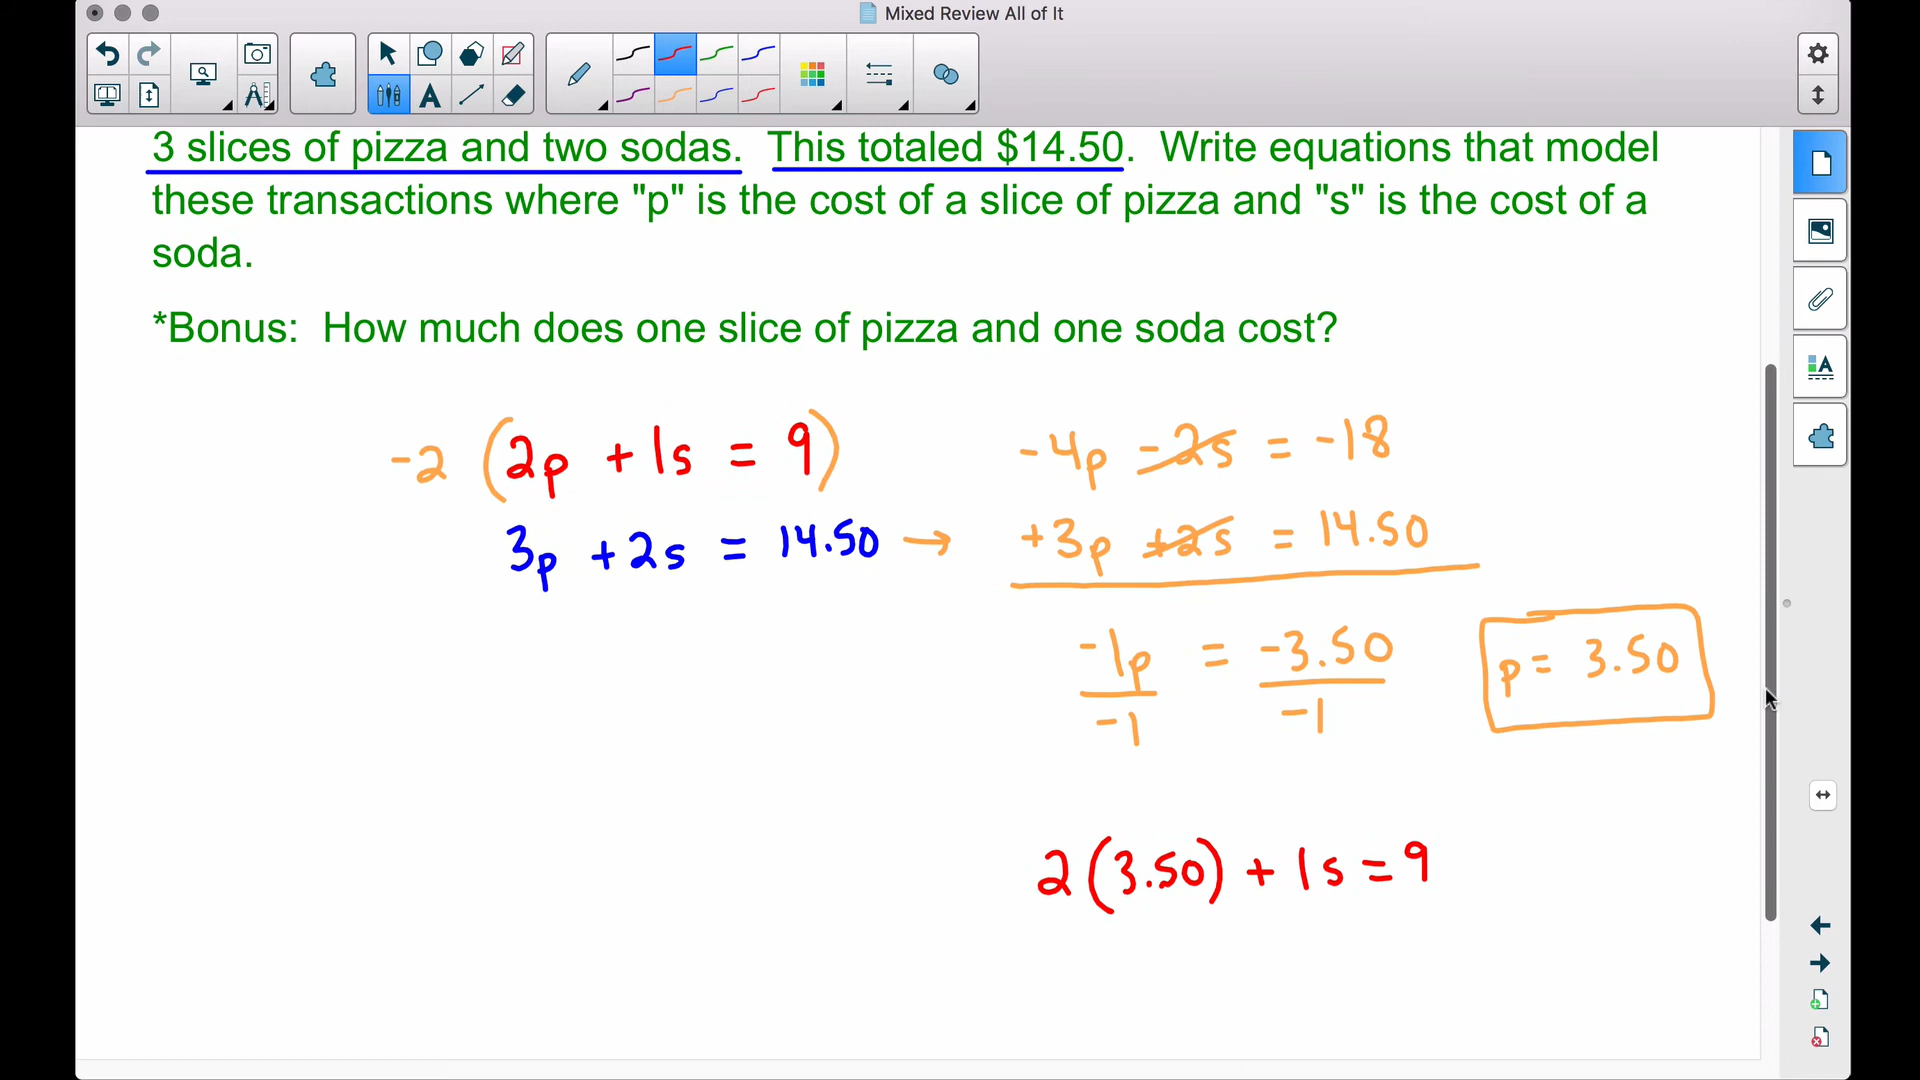 Mixed Review All of It
3 slices of pizza and two sodas. This totaled $14.50. Write equations that model
these transactions where "p" is the cost of a slice of pizza and "s" is the cost of a
soda.
*Bonus: How much does one slice of pizza and one soda cost?
-2 (2p + 1s = 9)
3p + 2s = 14.50 →
-4p - 2s = -18
+3p +2s = 14.50
-1p = -3.50
-1 -1
p = 3.50
2(3.50) + 1s = 9